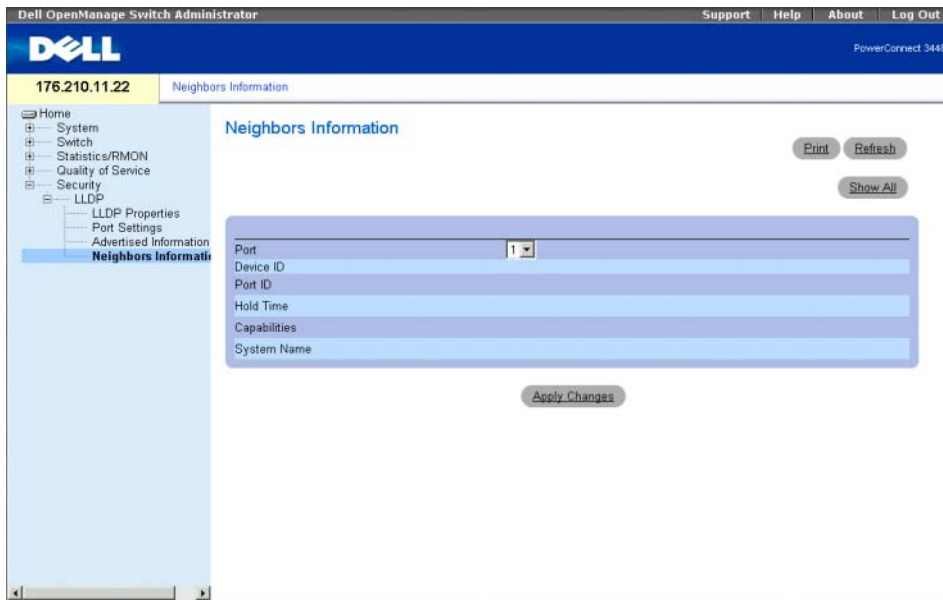 Dell OpenManage Switch Administrator
Support Help About Log Out
DELL
PowerConnect 3448
176.210.11.22
Neighbors Information
Home
System
Switch
Statistics/RMON
Quality of Service
Security
LLDP
LLDP Properties
Port Settings
Advertised Information
Neighbors Informati
Neighbors Information
Print Refresh
Show All
Port 1
Device ID
Port ID
Hold Time
Capabilities
System Name
Apply Changes